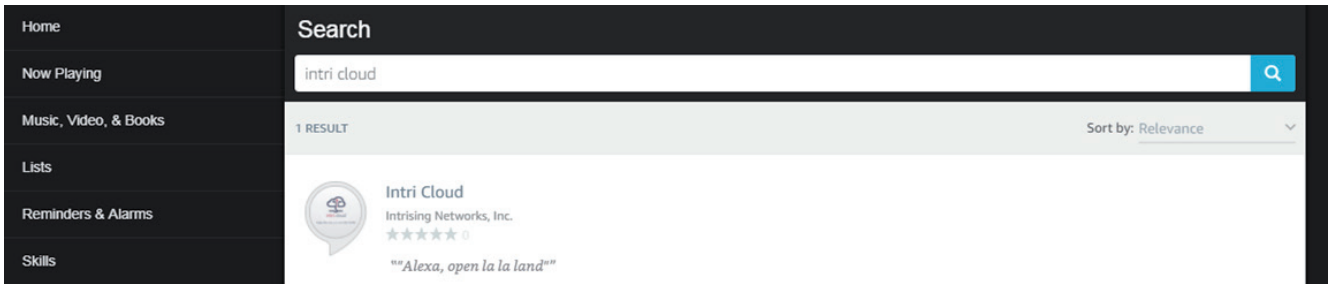 Home
Now Playing
Music, Video, & Books
Lists
Reminders & Alarms
Skills
Search
intri cloud
1 RESULT
Sort by: Relevance
Intri Cloud
Intrising Networks, Inc.
0
""Alexa, open la la land""